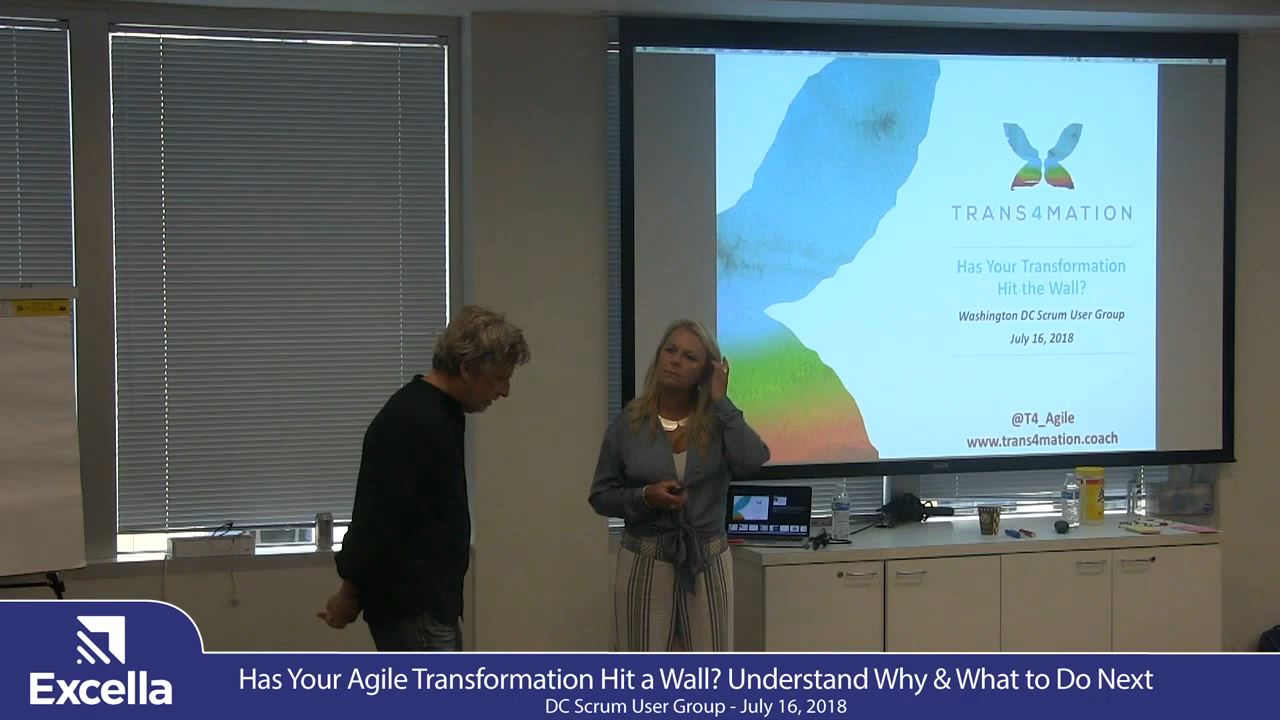 TRANS4MATION
Has Your Transformation
Hit the Wall?
Washington DC Scrum User Group
July 16, 2018
@T4_Agile
www.trans4mation.coach
Excella
Has Your Agile Transformation Hit a Wall? Understand Why & What to Do Next
DC Scrum User Group - July 16, 2018